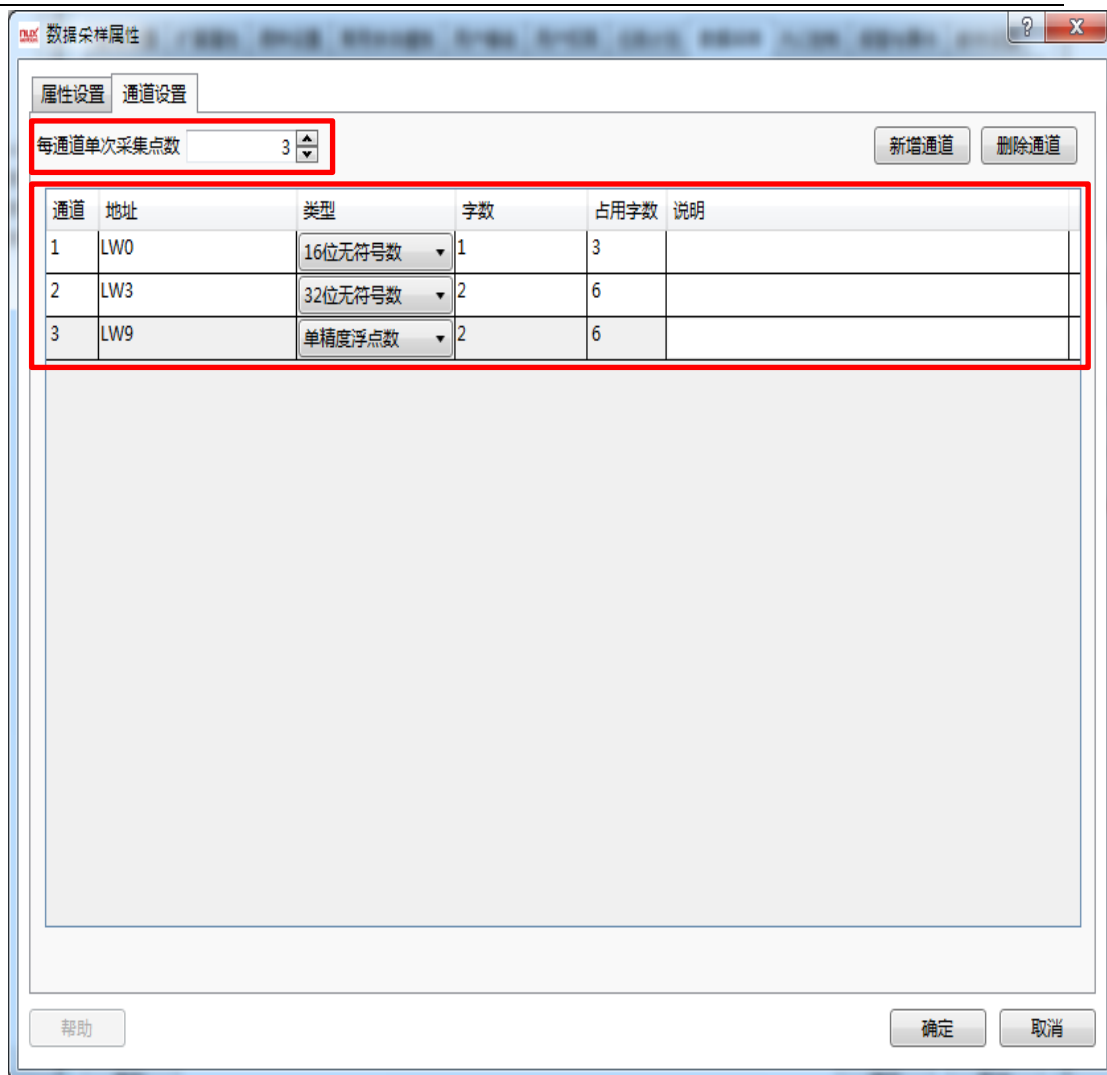 数据采样属性
属性设置 通道设置
每通道单次采集点数 3 新增通道 删除通道
通道 地址 类型 字数 占用字数 说明
1 LW0 16位无符号数 1 3
2 LW3 32位无符号数 2 6
3 LW9 单精度浮点数 2 6
帮助 确定 取消